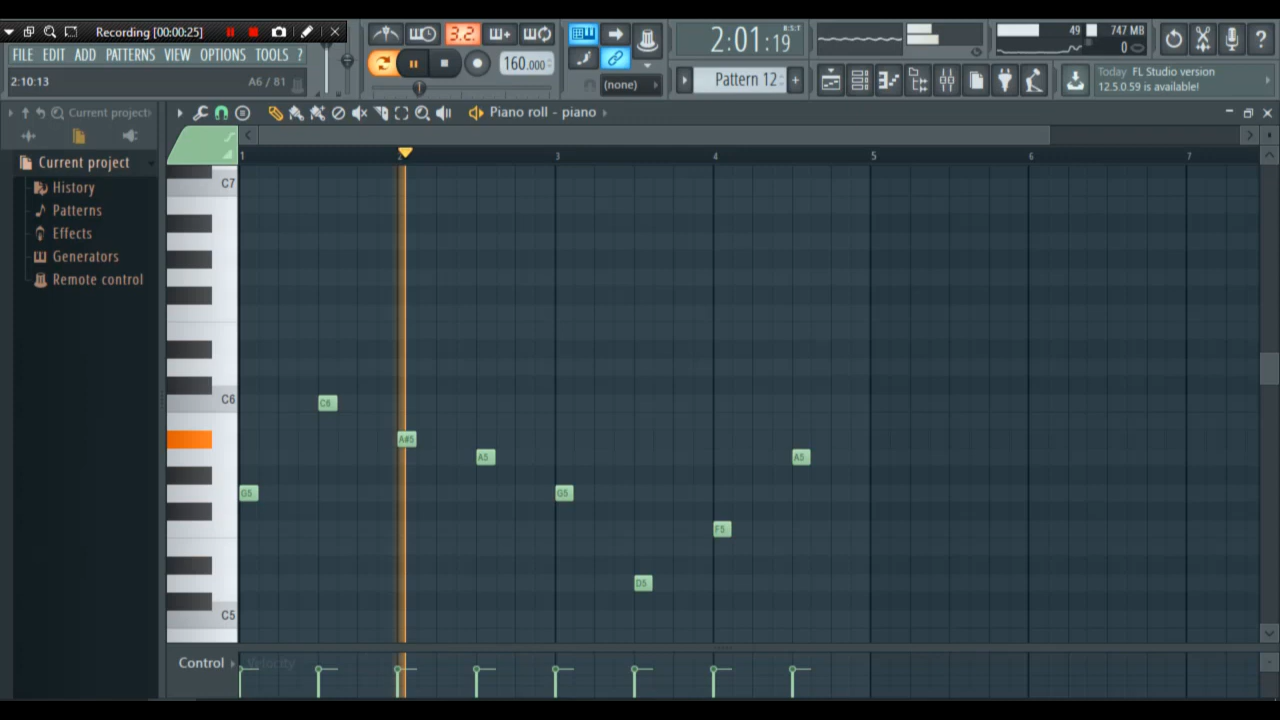 Recording [00:00:25]
FILE EDIT ADD PATTERNS VIEW OPTIONS TOOLS ?
2:10:13 A6 / 81
3.2.
160.000
2:01:19
B:S:T
(none)
Pattern 12
+
49
747 MB
0
?
Today FL Studio version
12.5.0.59 is available!
Current project
Piano roll - piano
Current project
History
Patterns
Effects
Generators
Remote control
1 2 3 4 5 6 7
C7
C6
C6
A#5
A5
A5
G5
G5
F5
D5
C5
Control
Velocity